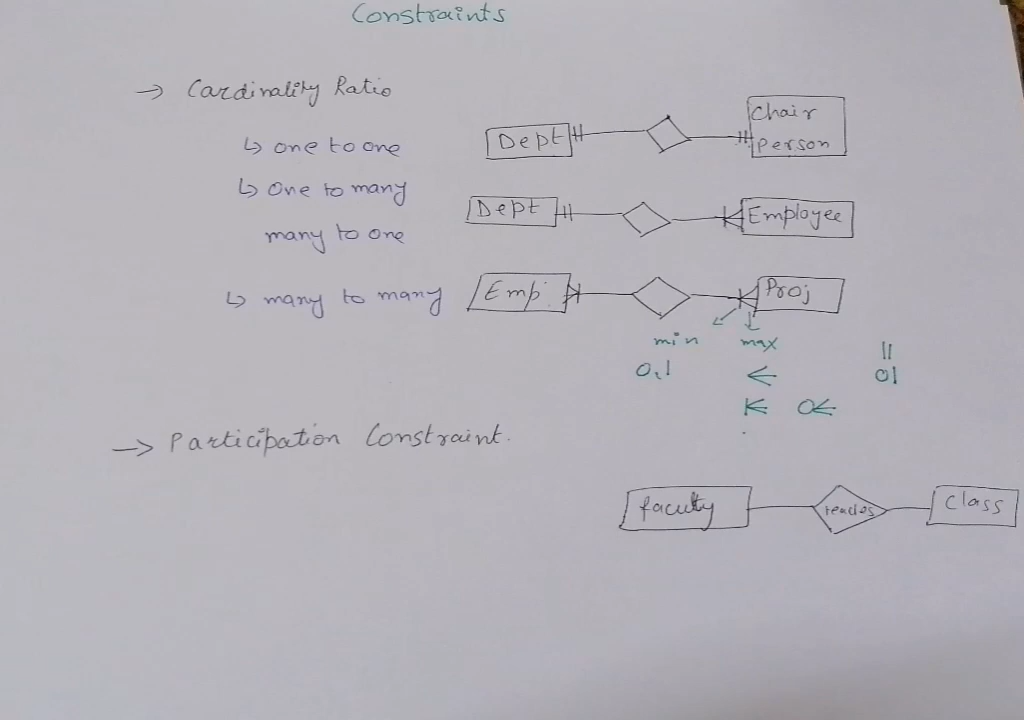 Constraints
→ Cardinality Ratio
↳ one to one
Dept
Chair
person
↳ One to many
Dept
Employee
many to one
↳ many to many
Emp
Proj
min
max
0,1
01
→ Participation Constraint.
faculty
teaches
Class